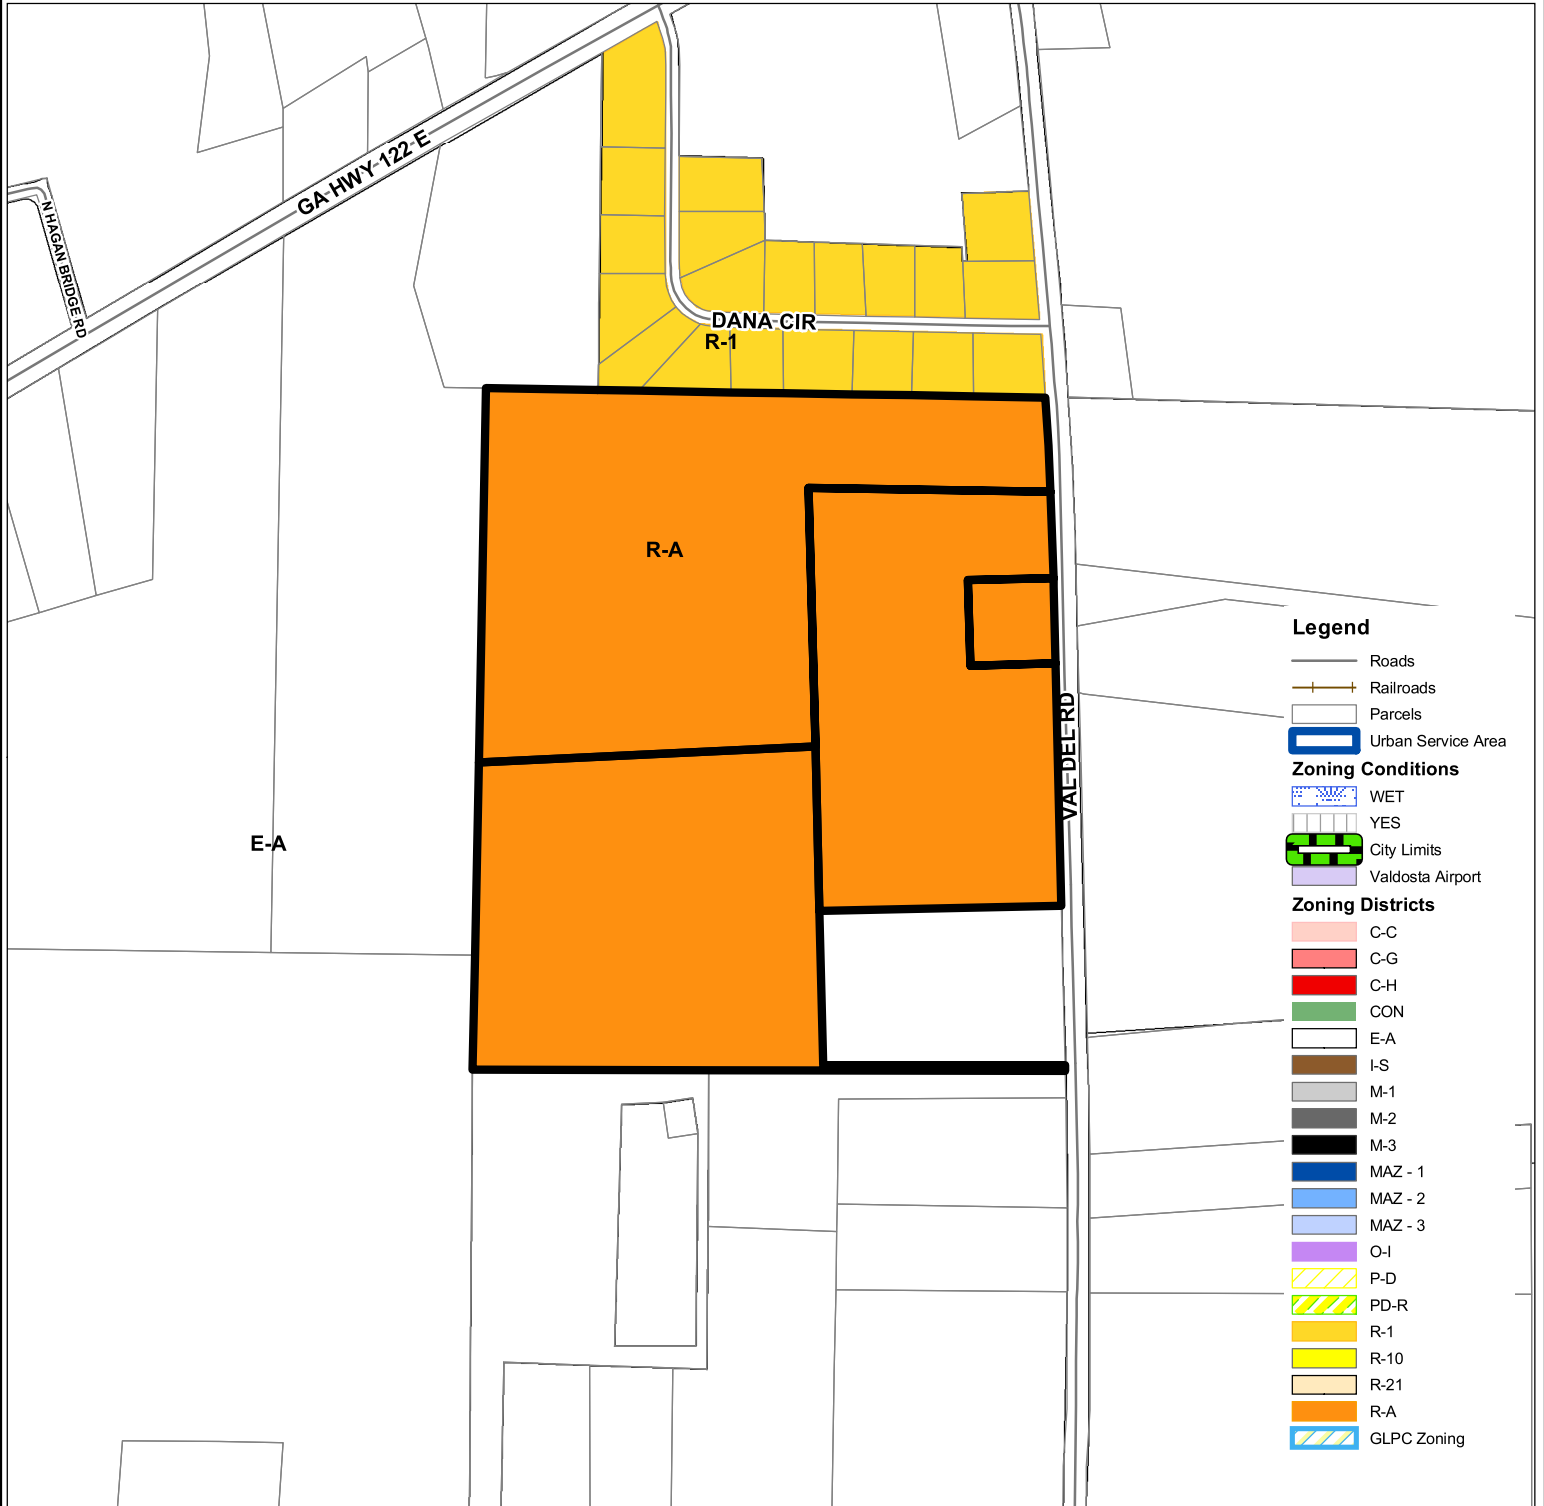 GA HWY 122 E
N HAGAN BRIDGE RD
DANA CIR
R-1
R-A
E-A
VAL DEL RD
Legend
Roads
Railroads
Parcels
Urban Service Area
Zoning Conditions
WET
YES
City Limits
Valdosta Airport
Zoning Districts
C-C
C-G
C-H
CON
E-A
I-S
M-1
M-2
M-3
MAZ - 1
MAZ - 2
MAZ - 3
O-I
P-D
PD-R
R-1
R-10
R-21
R-A
GLPC Zoning